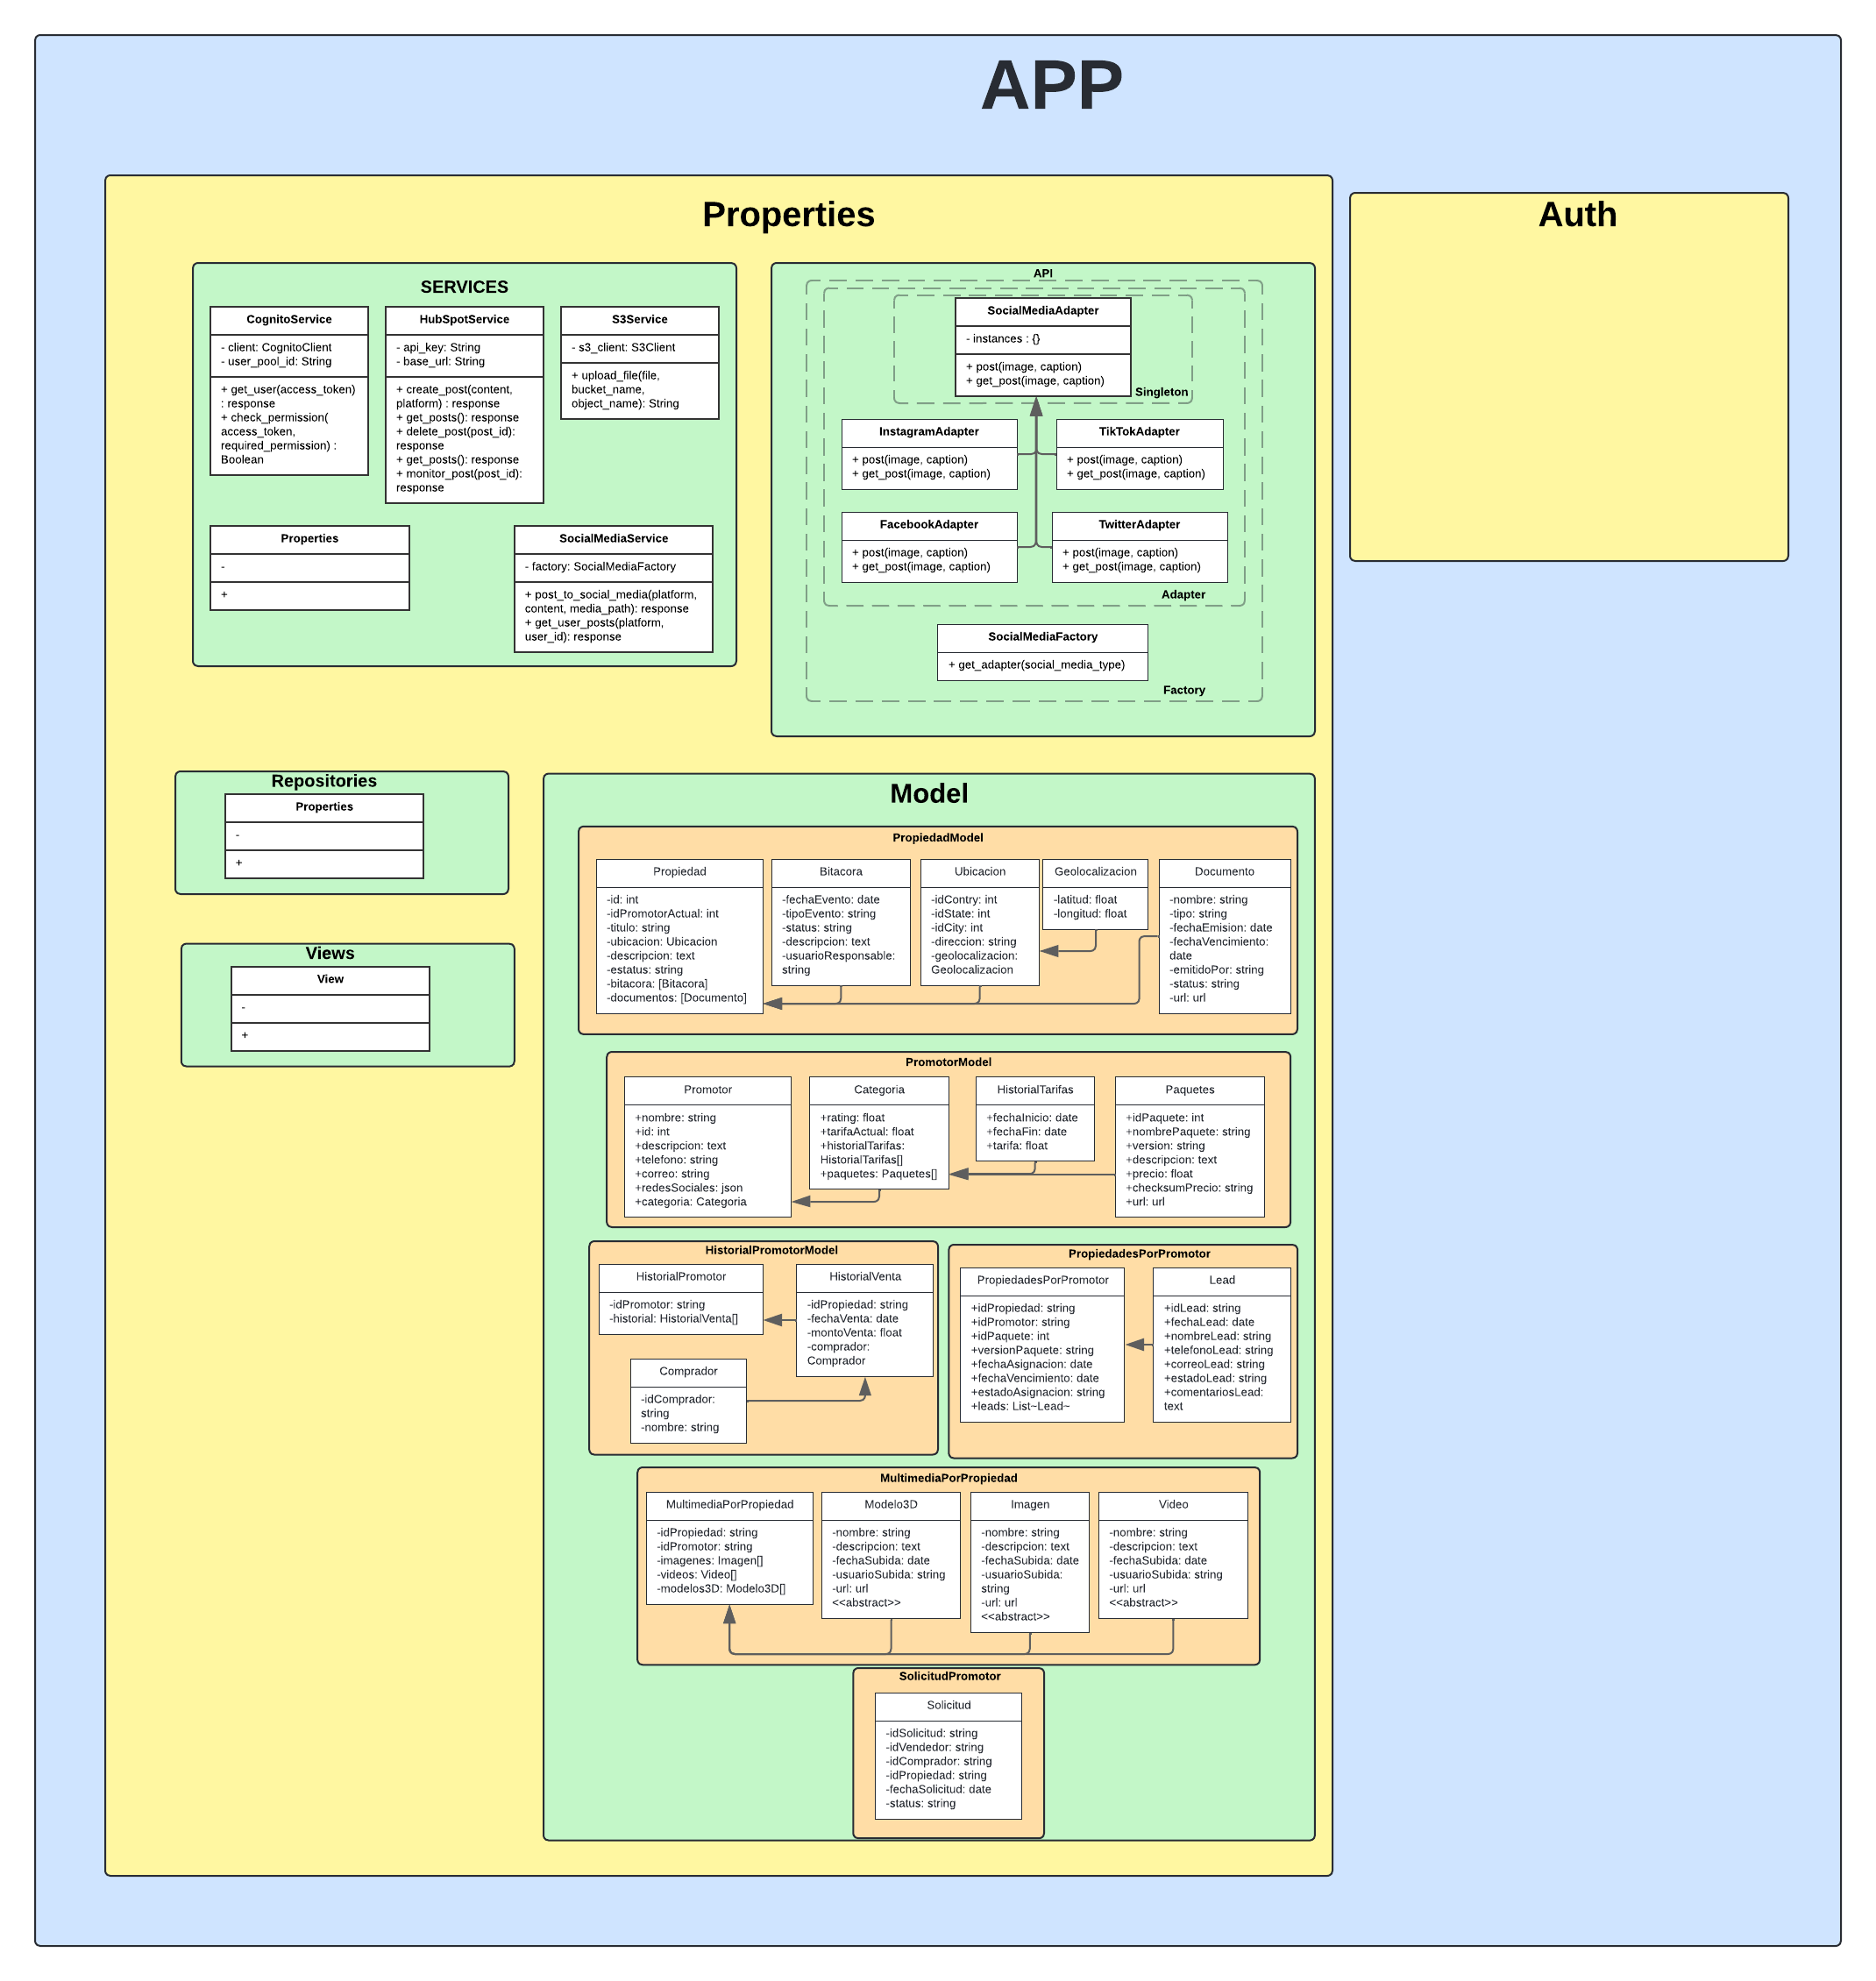 APP
Properties
Auth
SERVICES
CognitoService
- client: CognitoClient
- user_pool_id: String
+ get_user(access_token)
: response
+ check_permission(
access_token,
required_permission) :
Boolean
HubSpotService
- api_key: String
- base_url: String
+ create_post(content,
platform) : response
+ get_posts(): response
+ delete_post(post_id):
response
+ get_posts(): response
+ monitor_post(post_id):
response
S3Service
- s3_client: S3Client
+ upload_file(file,
bucket_name,
object_name): String
Properties
-
+
SocialMediaService
- factory: SocialMediaFactory
+ post_to_social_media(platform,
content, media_path): response
+ get_user_posts(platform,
user_id): response
API
SocialMediaAdapter
- instances : {}
+ post(image, caption)
+ get_post(image, caption)
Singleton
InstagramAdapter
+ post(image, caption)
+ get_post(image, caption)
TikTokAdapter
+ post(image, caption)
+ get_post(image, caption)
FacebookAdapter
+ post(image, caption)
+ get_post(image, caption)
TwitterAdapter
+ post(image, caption)
+ get_post(image, caption)
Adapter
SocialMediaFactory
+ get_adapter(social_media_type)
Factory
Repositories
Properties
-
+
Views
View
-
+
Model
PropiedadModel
Propiedad
-id: int
-idPromotorActual: int
-titulo: string
-ubicacion: Ubicacion
-descripcion: text
-estatus: string
-bitacora: [Bitacora]
-documentos: [Documento]
Bitacora
-fechaEvento: date
-tipoEvento: string
-status: string
-descripcion: text
-usuarioResponsable:
string
Ubicacion
-idContry: int
-idState: int
-idCity: int
-direccion: string
-geolocalizacion:
Geolocalizacion
Geolocalizacion
-latitud: float
-longitud: float
Documento
-nombre: string
-tipo: string
-fechaEmision: date
-fechaVencimiento:
date
-emitidoPor: string
-status: string
-url: url
PromotorModel
Promotor
+nombre: string
+id: int
+descripcion: text
+telefono: string
+correo: string
+redesSociales: json
+categoria: Categoria
Categoria
+rating: float
+tarifaActual: float
+historialTarifas:
HistorialTarifas[]
+paquetes: Paquetes[]
HistorialTarifas
+fechaInicio: date
+fechaFin: date
+tarifa: float
Paquetes
+idPaquete: int
+nombrePaquete: string
+version: string
+descripcion: text
+precio: float
+checksumPrecio: string
+url: url
HistorialPromotorModel
HistorialPromotor
-idPromotor: string
-historial: HistorialVenta[]
HistorialVenta
-idPropiedad: string
-fechaVenta: date
-montoVenta: float
-comprador:
Comprador
Comprador
-idComprador:
string
-nombre: string
PropiedadesPorPromotor
PropiedadesPorPromotor
+idPropiedad: string
+idPromotor: string
+idPaquete: int
+versionPaquete: string
+fechaAsignacion: date
+fechaVencimiento: date
+estadoAsignacion: string
+leads: List~Lead~
Lead
+idLead: string
+fechaLead: date
+nombreLead: string
+telefonoLead: string
+correoLead: string
+estadoLead: string
+comentariosLead:
text
MultimediaPorPropiedad
MultimediaPorPropiedad
-idPropiedad: string
-idPromotor: string
-imagenes: Imagen[]
-videos: Video[]
-modelos3D: Modelo3D[]
Modelo3D
-nombre: string
-descripcion: text
-fechaSubida: date
-usuarioSubida: string
-url: url
<<abstract>>
Imagen
-nombre: string
-descripcion: text
-fechaSubida: date
-usuarioSubida:
string
-url: url
<<abstract>>
Video
-nombre: string
-descripcion: text
-fechaSubida: date
-usuarioSubida: string
-url: url
<<abstract>>
SolicitudPromotor
Solicitud
-idSolicitud: string
-idVendedor: string
-idComprador: string
-idPropiedad: string
-fechaSolicitud: date
-status: string